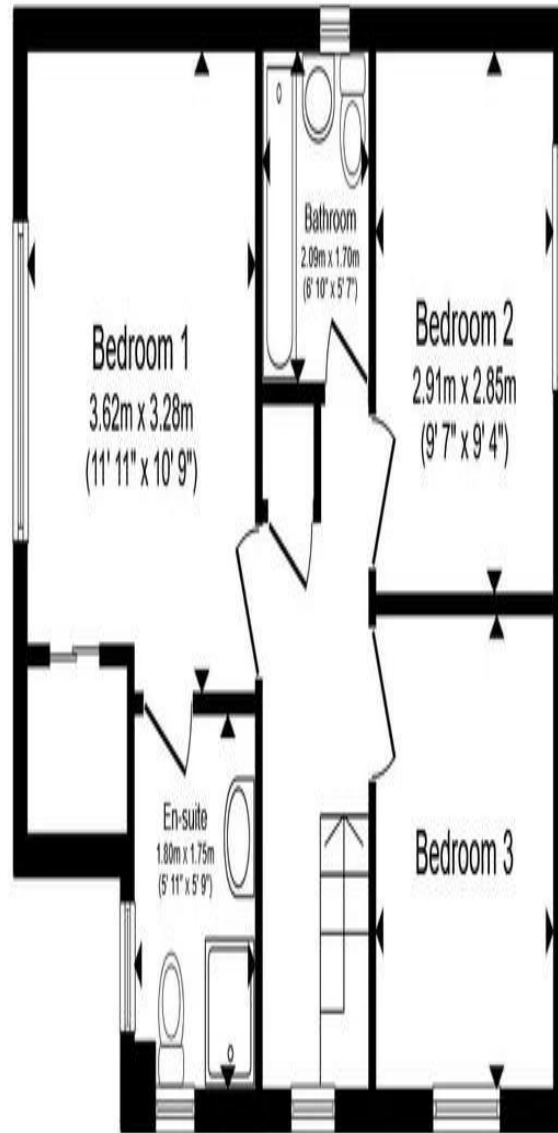 Bathroom
2.09m x 1.70m
(6' 10" x 5' 7")
Bedroom 1
3.62m x 3.28m
(11' 11" x 10' 9")
Bedroom 2
2.91m x 2.85m
(9' 7" x 9' 4")
En-suite
1.80m x 1.75m
(5' 11" x 5' 9")
Bedroom 3